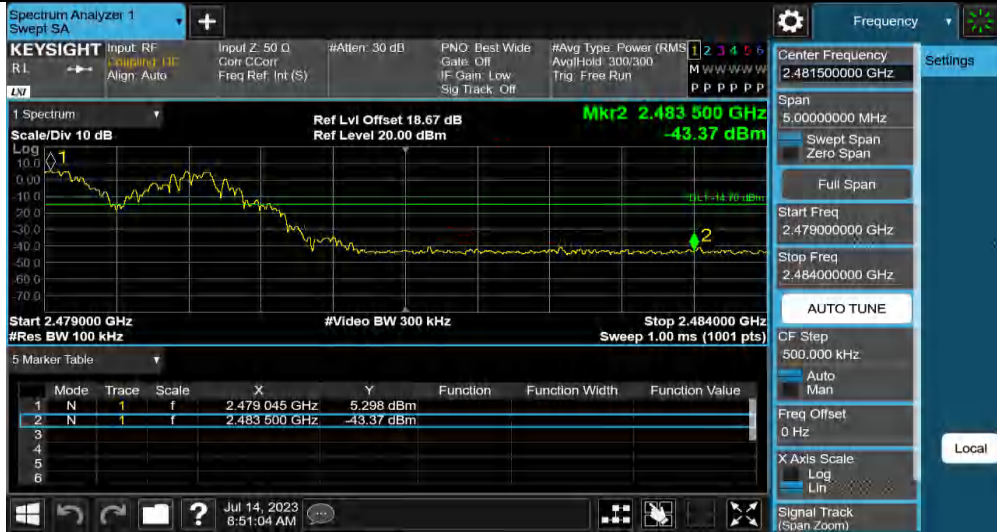 Spectrum Analyzer 1
Swept SA
+
Frequency
KEYSIGHT
RL
LXI
Input: RF
Coupling: DC
Align: Auto
Input Z: 50 Ω
Corr CCorr
Freq Ref: Int (S)
#Atten: 30 dB
PNO: Best Wide
Gate: Off
IF Gain: Low
Sig Track: Off
#Avg Type: Power (RMS
Avg|Hold: 300/300
Trig: Free Run
1 2 3 4 5 6
M W W W W W
P P P P P P
Center Frequency
2.481500000 GHz
Settings
Span
5.00000000 MHz
Swept Span
Zero Span
Full Span
Start Freq
2.479000000 GHz
Stop Freq
2.484000000 GHz
AUTO TUNE
CF Step
500.000 kHz
Auto
Man
Freq Offset
0 Hz
X Axis Scale
Log
Lin
Signal Track
(Span Zoom)
Local
1 Spectrum
Scale/Div 10 dB
Ref Lvl Offset 18.67 dB
Ref Level 20.00 dBm
Mkr2 2.483 500 GHz
-43.37 dBm
Log
10.0
0.00
-10.0
-20.0
-30.0
-40.0
-50.0
-60.0
-70.0
1
DL1 -14.70 dBm
2
Start 2.479000 GHz
#Res BW 100 kHz
#Video BW 300 kHz
Stop 2.484000 GHz
Sweep 1.00 ms (1001 pts)
5 Marker Table
Mode Trace Scale X Y Function Function Width Function Value
1 N 1 f 2.479 045 GHz 5.298 dBm
2 N 1 f 2.483 500 GHz -43.37 dBm
3
4
5
6
?
Jul 14, 2023
8:51:04 AM